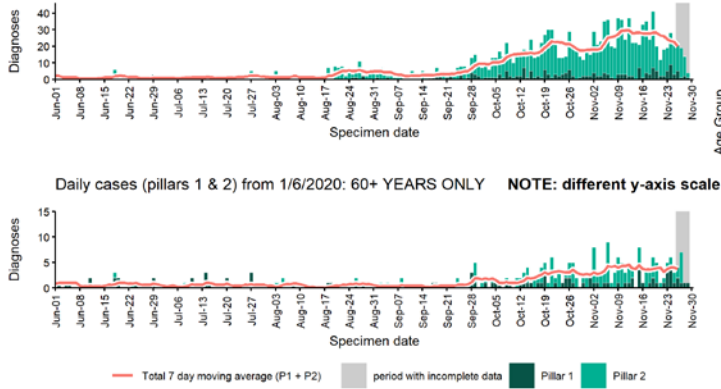 Diagnoses
40
30
20
10
0
Jun-01
Jun-08
Jun-15
Jun-22
Jun-29
Jul-06
Jul-13
Jul-20
Jul-27
Aug-03
Aug-10
Aug-17
Aug-24
Aug-31
Sep-07
Sep-14
Sep-21
Sep-28
Oct-05
Oct-12
Oct-19
Oct-26
Nov-02
Nov-09
Nov-16
Nov-23
Nov-30
Specimen date
Age Group
Daily cases (pillars 1 & 2) from 1/6/2020: 60+ YEARS ONLY NOTE: different y-axis scale
Diagnoses
15
10
5
0
Jun-01
Jun-08
Jun-15
Jun-22
Jun-29
Jul-06
Jul-13
Jul-20
Jul-27
Aug-03
Aug-10
Aug-17
Aug-24
Aug-31
Sep-07
Sep-14
Sep-21
Sep-28
Oct-05
Oct-12
Oct-19
Oct-26
Nov-02
Nov-09
Nov-16
Nov-23
Nov-30
Specimen date
Total 7 day moving average (P1 + P2) period with incomplete data Pillar 1 Pillar 2